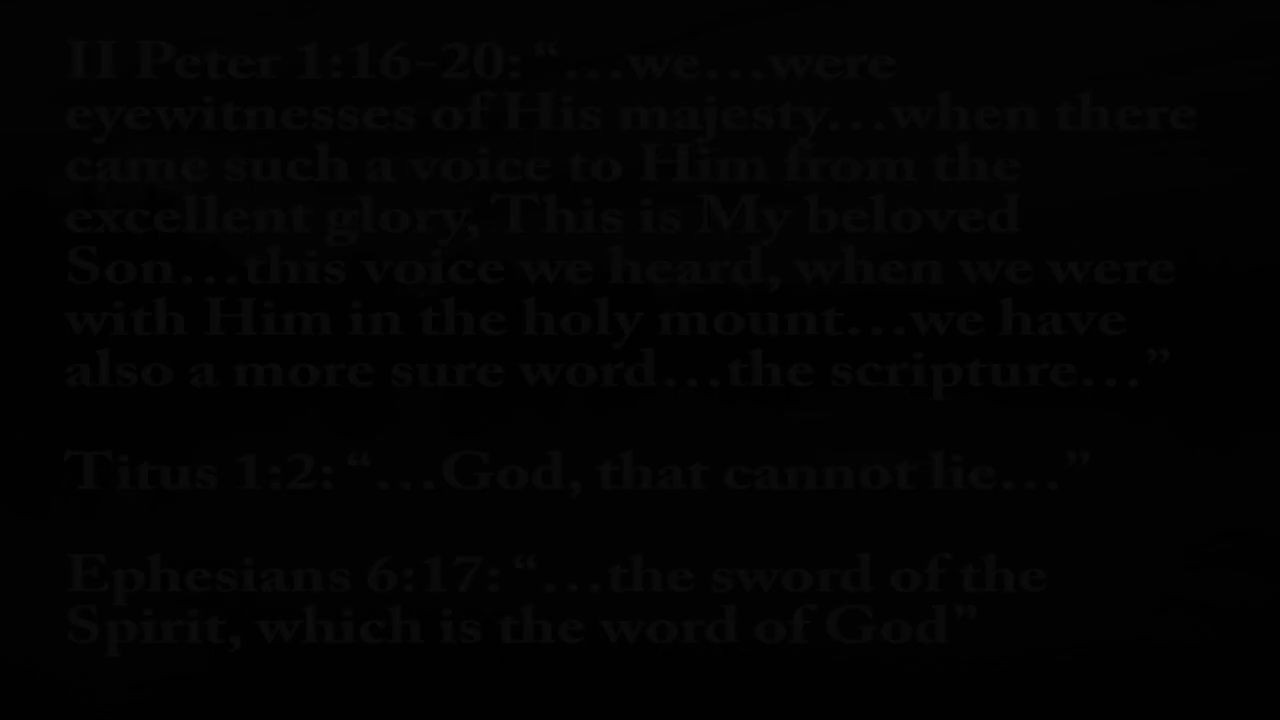 II Peter 1:16-20: “…we…were
eyewitnesses of His majesty…when there
came such a voice to Him from the
excellent glory, This is My beloved
Son…this voice we heard, when we were
with Him in the holy mount…we have
also a more sure word…the scripture…”
Titus 1:2: “…God, that cannot lie…”
Ephesians 6:17: “…the sword of the
Spirit, which is the word of God”